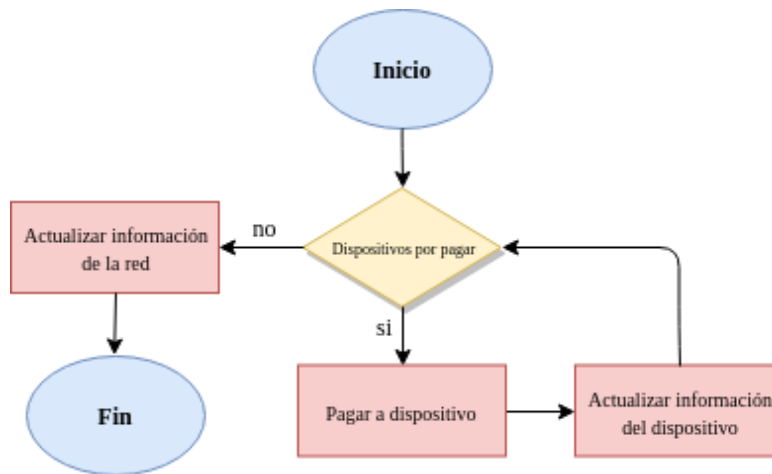 Inicio
no
Actualizar información
de la red
Dispositivos por pagar
si
Fin
Pagar a dispositivo
Actualizar información
del dispositivo